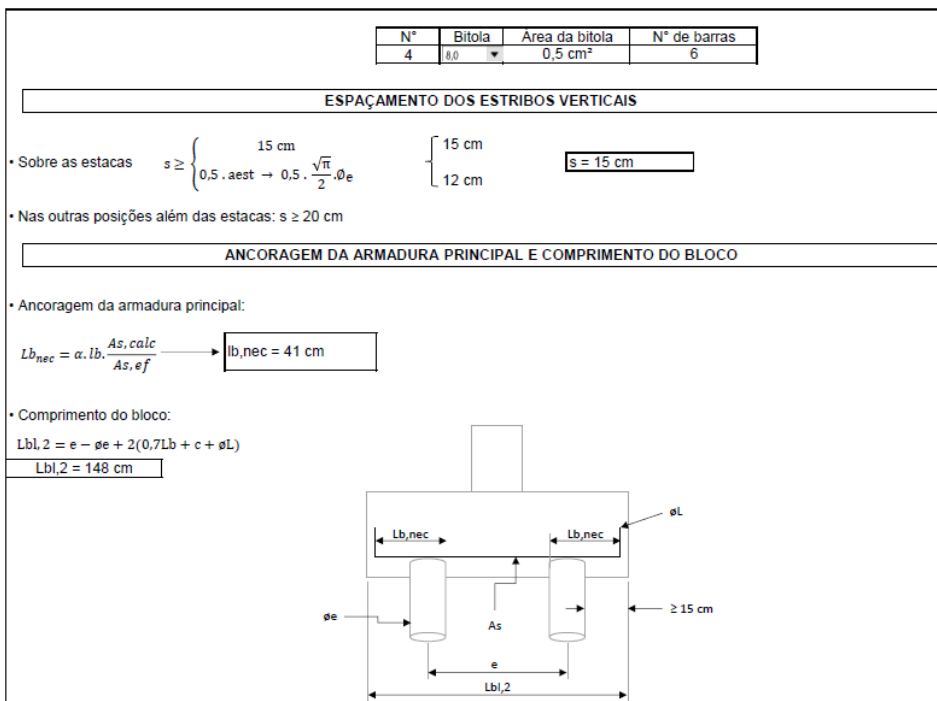 N° Bitola Área da bitola N° de barras
4 8,0 0,5 cm² 6
ESPAÇAMENTO DOS ESTRIBOS VERTICAIS
• Sobre as estacas s ≥ { 15 cm
0,5 . aest → 0,5 . √π/2 .Øe
15 cm
12 cm
s = 15 cm
• Nas outras posições além das estacas: s ≥ 20 cm
ANCORAGEM DA ARMADURA PRINCIPAL E COMPRIMENTO DO BLOCO
• Ancoragem da armadura principal:
Lbnec = α. lb. As, calc / As, ef
lb,nec = 41 cm
• Comprimento do bloco:
Lbl, 2 = e − øe + 2(0,7Lb + c + øL)
Lbl,2 = 148 cm
øL
Lb,nec Lb,nec
≥ 15 cm
øe
As
e
Lbl,2